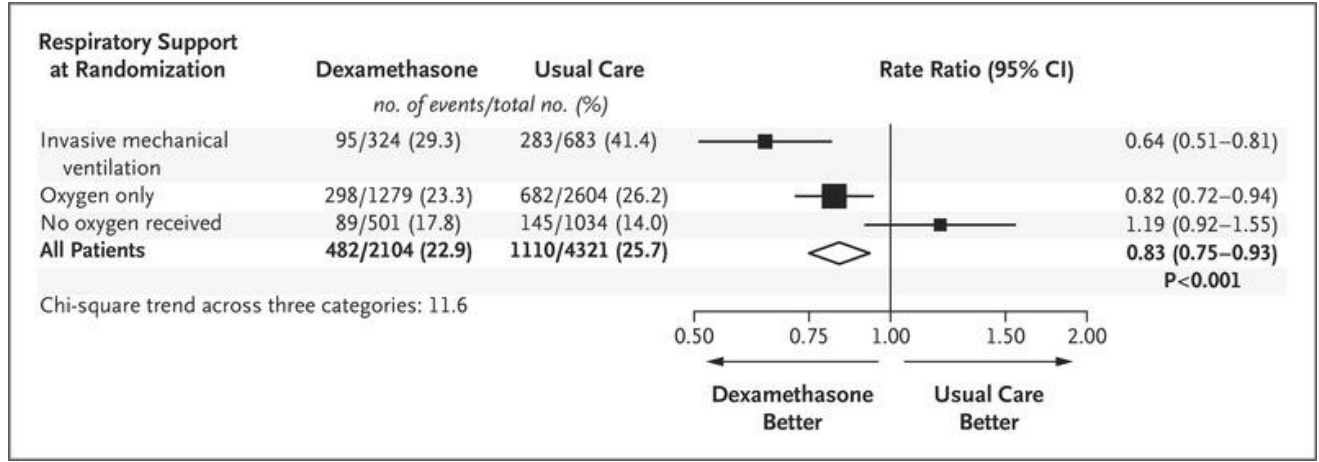 Respiratory Support
at Randomization Dexamethasone Usual Care Rate Ratio (95% CI)
no. of events/total no. (%)
Invasive mechanical 95/324 (29.3) 283/683 (41.4) 0.64 (0.51–0.81)
ventilation
Oxygen only 298/1279 (23.3) 682/2604 (26.2) 0.82 (0.72–0.94)
No oxygen received 89/501 (17.8) 145/1034 (14.0) 1.19 (0.92–1.55)
All Patients 482/2104 (22.9) 1110/4321 (25.7) 0.83 (0.75–0.93)
P<0.001
Chi-square trend across three categories: 11.6
0.50 0.75 1.00 1.50 2.00
Dexamethasone Usual Care
Better Better